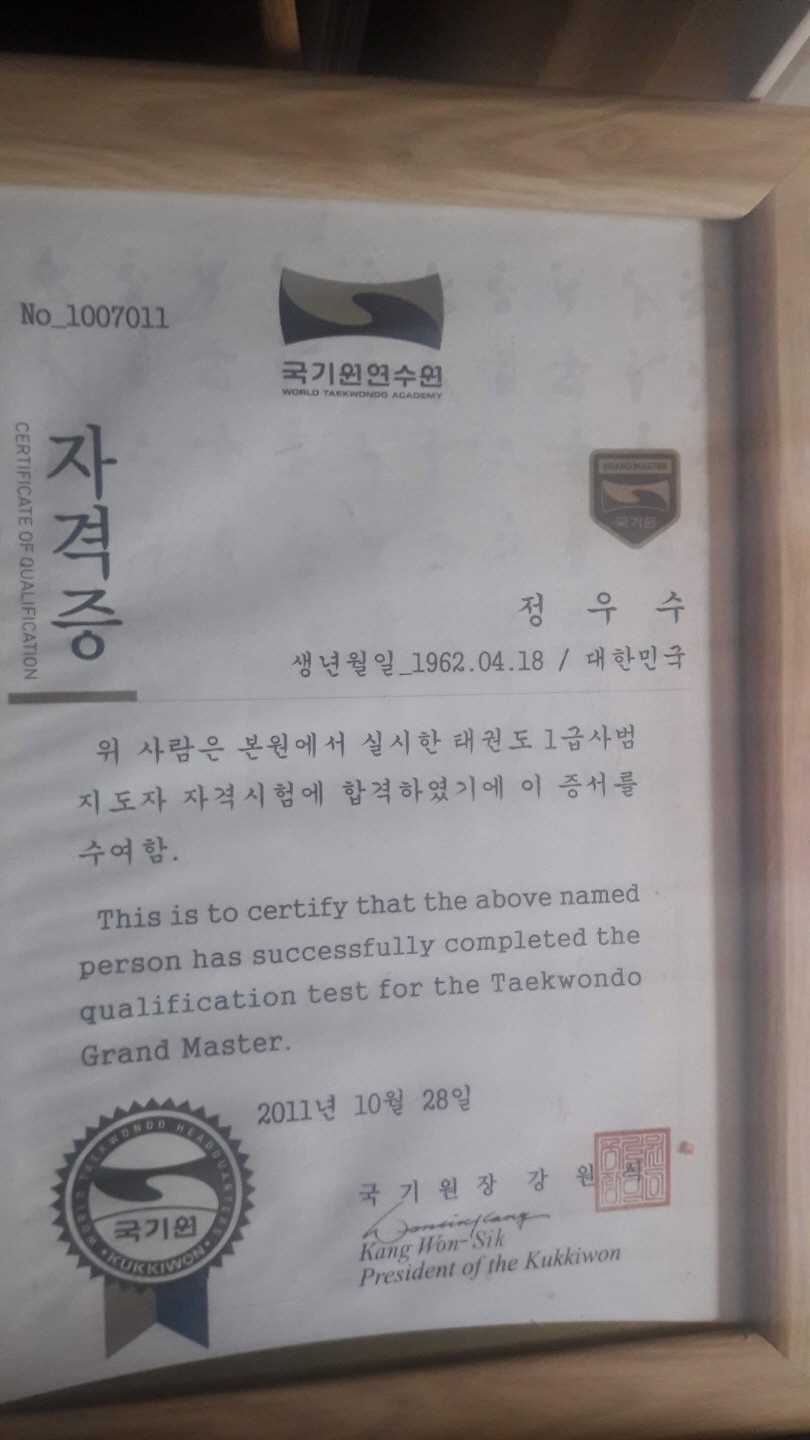 No_1007011
국기원연수원
WORLD TAEKWONDO ACADEMY
자격증
CERTIFICATE OF QUALIFICATION
GRAND MASTER
국기원
정 우 수
생년월일_1962.04.18 / 대한민국
위 사람은 본원에서 실시한 태권도 1급사범
지도자 자격시험에 합격하였기에 이 증서를
수여함.
This is to certify that the above named
person has successfully completed the
qualification test for the Taekwondo
Grand Master.
2011년 10월 28일
국 기 원 장 강 원 식
Kang Won-Sik
President of the Kukkiwon
WORLD TAEKWONDO HEADQUARTERS
국기원
KUKKIWON